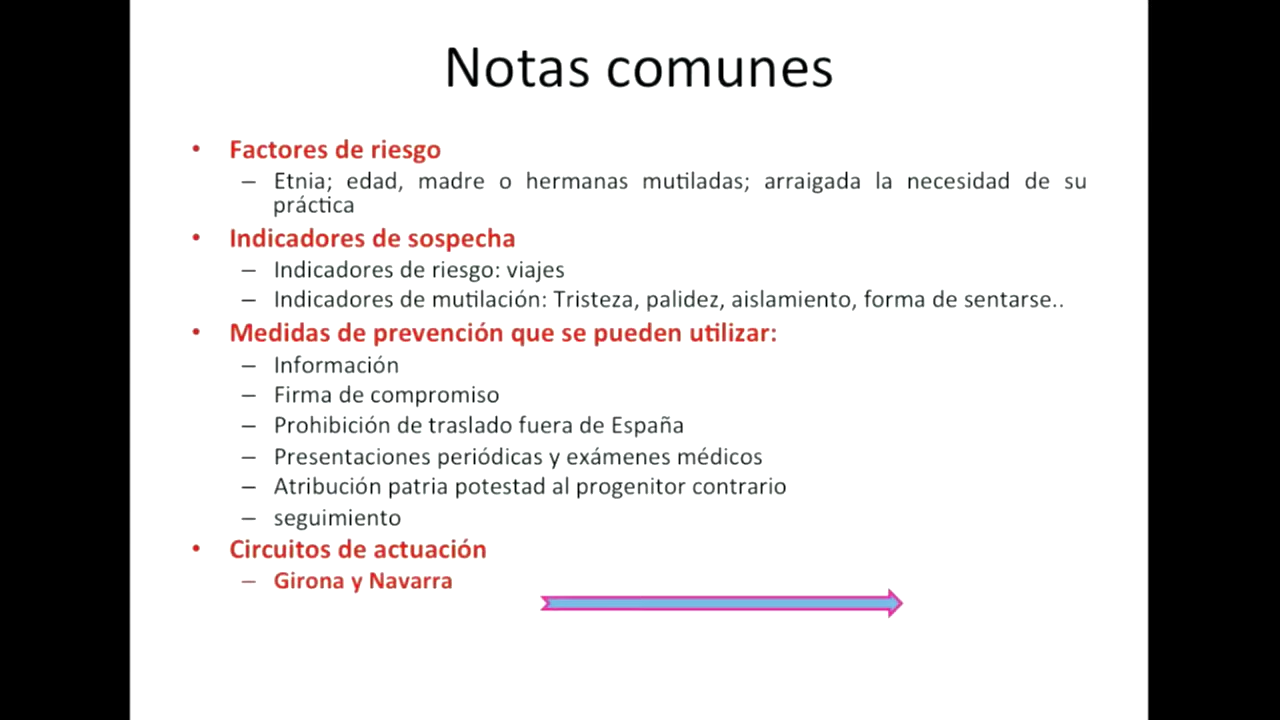 Notas comunes
• Factores de riesgo
– Etnia; edad, madre o hermanas mutiladas; arraigada la necesidad de su
práctica
• Indicadores de sospecha
– Indicadores de riesgo: viajes
– Indicadores de mutilación: Tristeza, palidez, aislamiento, forma de sentarse..
• Medidas de prevención que se pueden utilizar:
– Información
– Firma de compromiso
– Prohibición de traslado fuera de España
– Presentaciones periódicas y exámenes médicos
– Atribución patria potestad al progenitor contrario
– seguimiento
• Circuitos de actuación
– Girona y Navarra